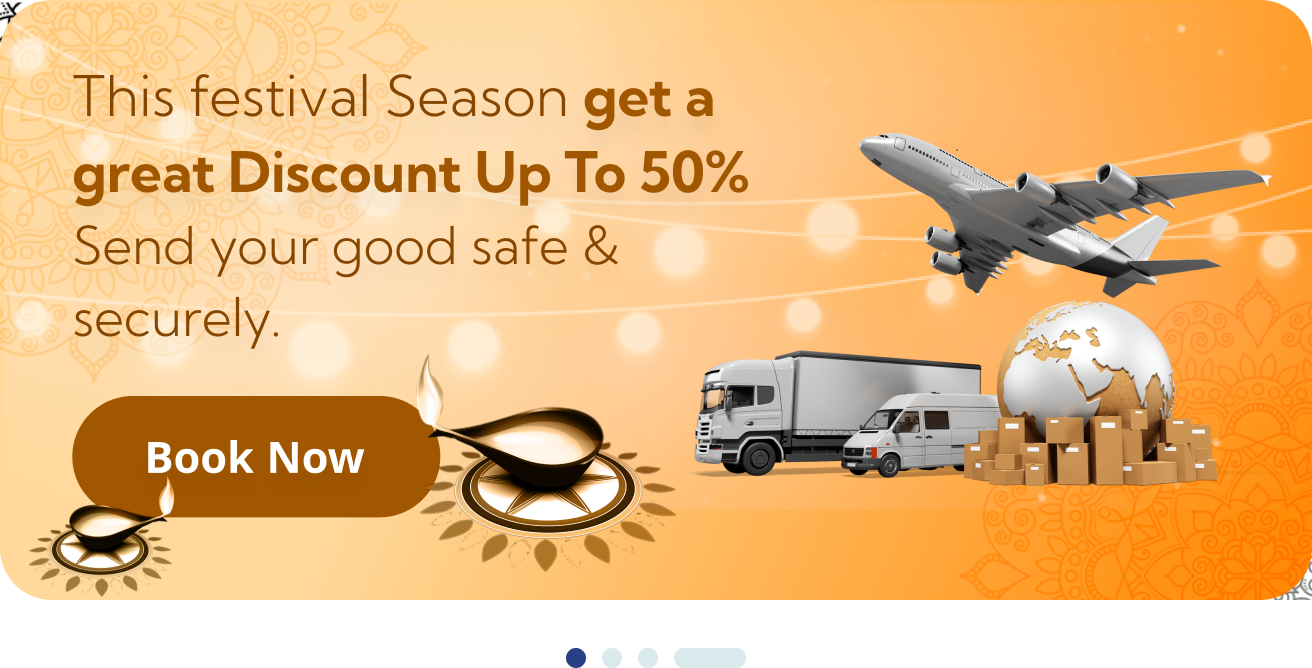 This festival Season get a
great Discount Up To 50%
Send your good safe &
securely.
Book Now